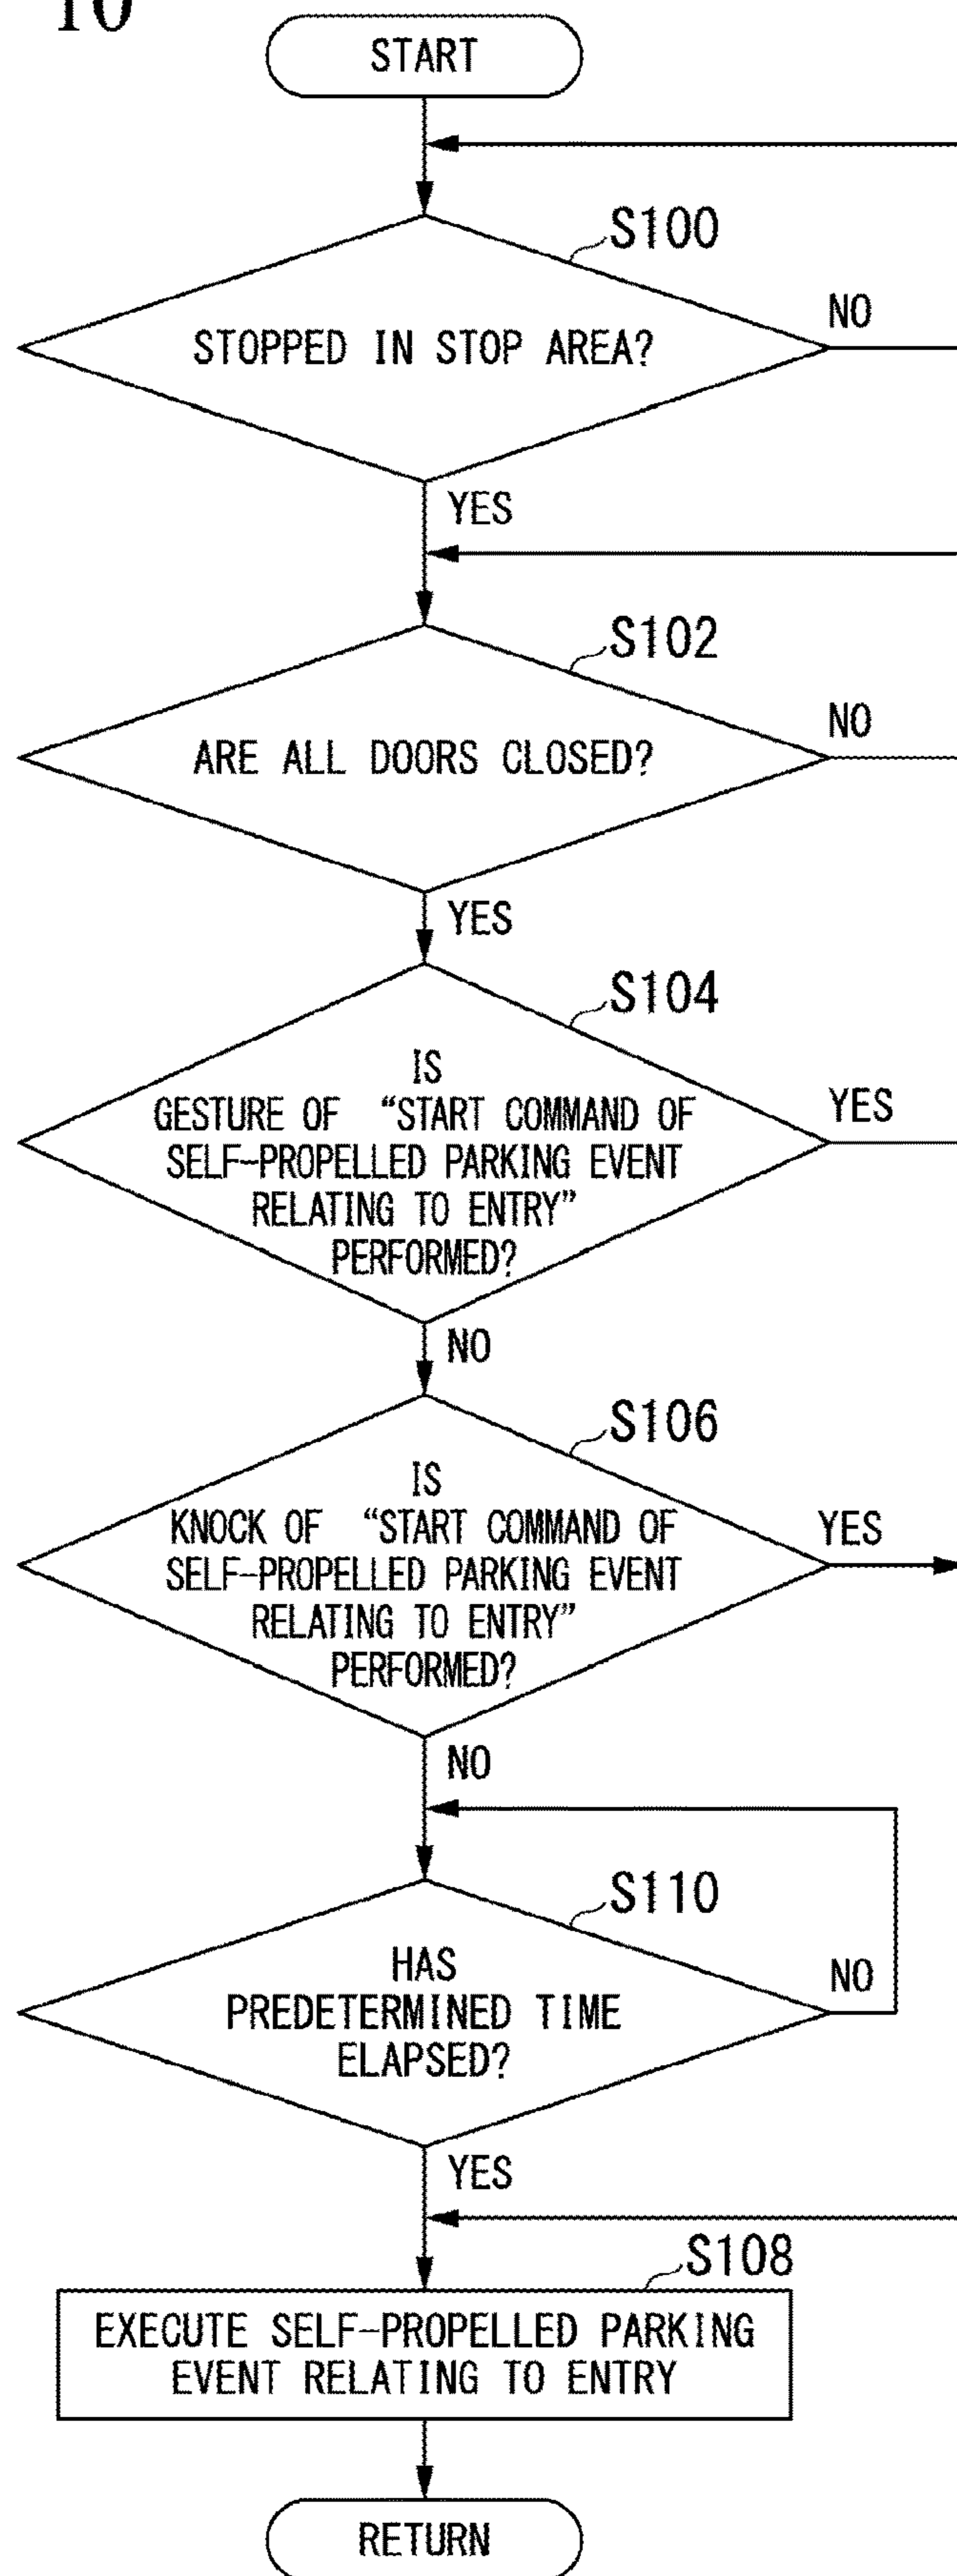 10
START
S100
STOPPED IN STOP AREA?
NO
YES
S102
ARE ALL DOORS CLOSED?
NO
YES
S104
IS
GESTURE OF “START COMMAND OF
SELF-PROPELLED PARKING EVENT
RELATING TO ENTRY”
PERFORMED?
YES
NO
S106
IS
KNOCK OF “START COMMAND OF
SELF-PROPELLED PARKING EVENT
RELATING TO ENTRY”
PERFORMED?
YES
NO
S110
HAS
PREDETERMINED TIME
ELAPSED?
NO
YES
S108
EXECUTE SELF-PROPELLED PARKING
EVENT RELATING TO ENTRY
RETURN